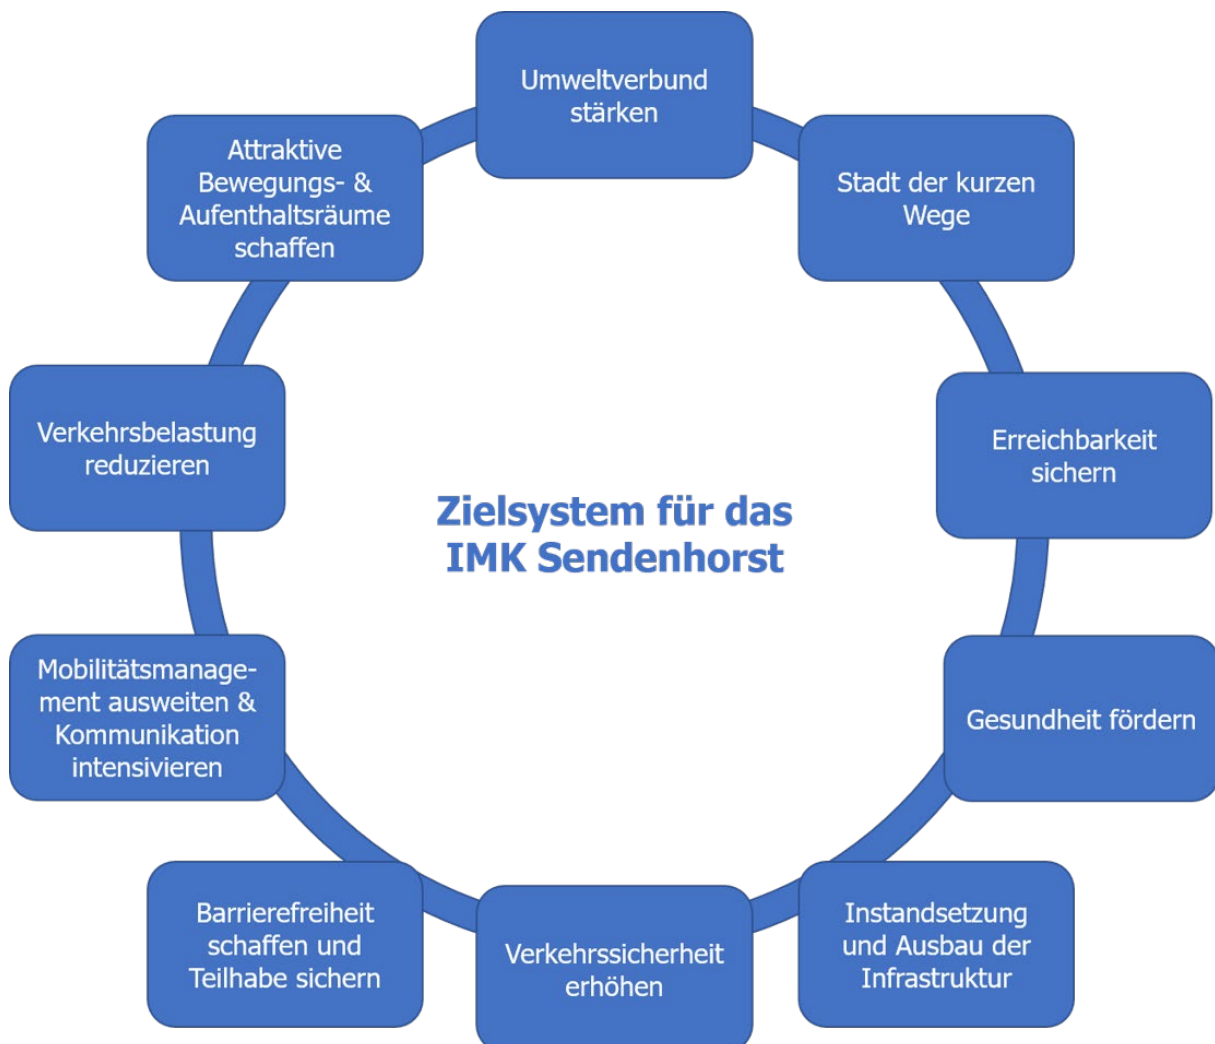 Umweltverbund
stärken
Stadt der kurzen
Wege
Erreichbarkeit
sichern
Gesundheit fördern
Instandsetzung
und Ausbau der
Infrastruktur
Verkehrssicherheit
erhöhen
Barrierefreiheit
schaffen und
Teilhabe sichern
Mobilitätsmanage-
ment ausweiten &
Kommunikation
intensivieren
Verkehrsbelastung
reduzieren
Attraktive
Bewegungs- &
Aufenthaltsräume
schaffen
Zielsystem für das
IMK Sendenhorst